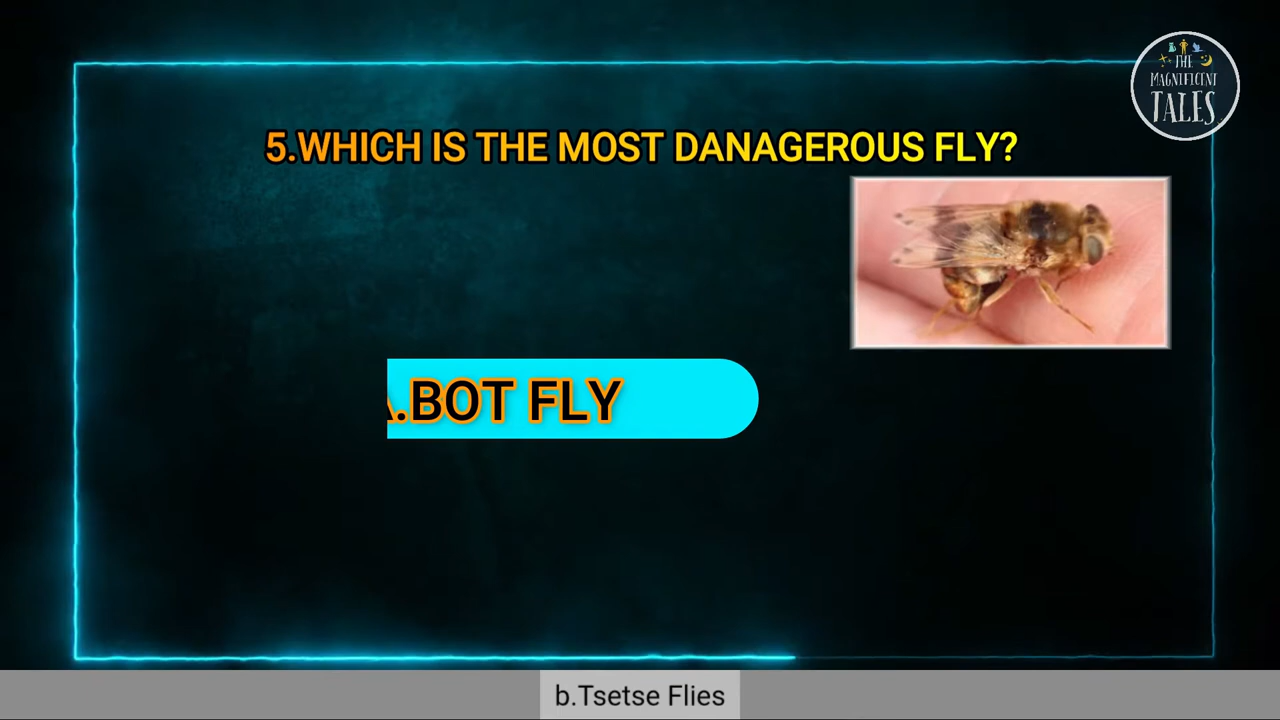 THE
MAGNIFICENT
TALES
5.WHICH IS THE MOST DANAGEROUS FLY?
.BOT FLY
b.Tsetse Flies